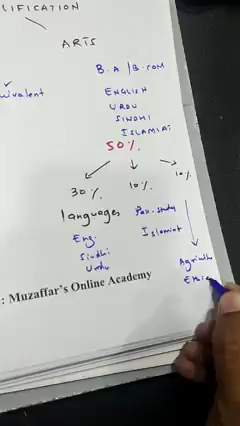 LIFICATION
ARTS
B.A / B.COM
uivalent
ENGLISH
URDU
SINDHI
ISLAMIAT
50%
30% 10% 10%
languages Pak-study
Eng. Islamiat
Sindhi
Urdu
: Muzaffar's Online Academy